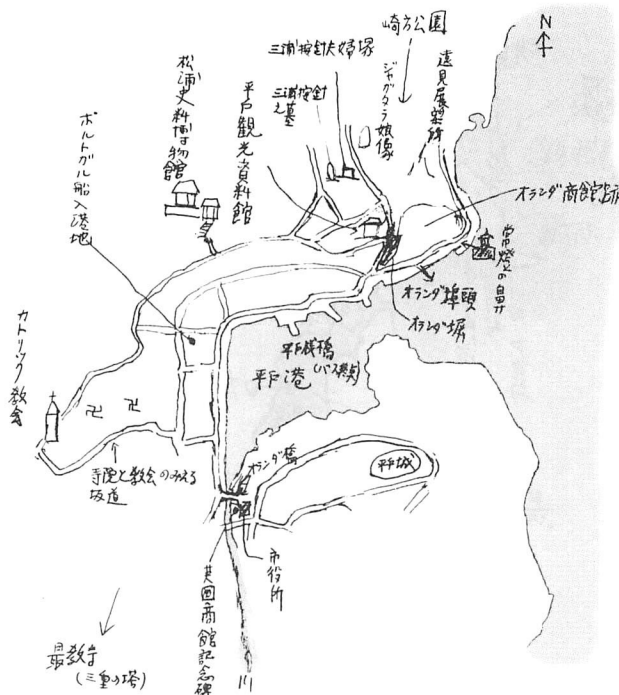 N
崎方公園
三浦按針夫婦塚
三浦按針之墓
ジャガタラ娘像
遠見展望所
松浦史料博物館
平戸観光資料館
ポルトガル船入港地
オランダ商館跡
常燈の鼻
オランダ埠頭
オランダ塀
平戸桟橋
平戸港
カトリック教会
卍
卍
寺院と教会のみえる
坂道
オランダ橋
平戸城
市役所
英国商館記念碑
川
最教寺
(三重の塔)